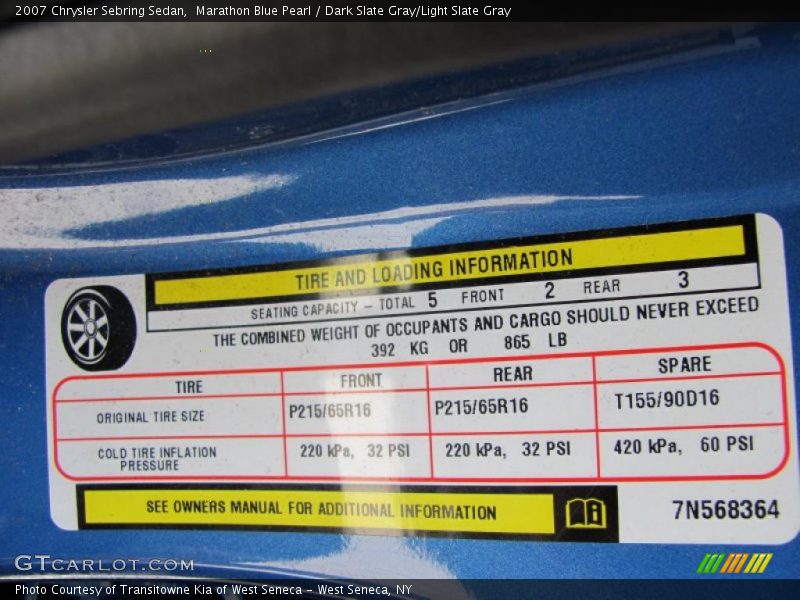 2007 Chrysler Sebring Sedan,  Marathon Blue Pearl / Dark Slate Gray/Light Slate Gray
TIRE AND LOADING INFORMATION
SEATING CAPACITY – TOTAL 5 FRONT 2 REAR 3
THE COMBINED WEIGHT OF OCCUPANTS AND CARGO SHOULD NEVER EXCEED
392 KG OR 865 LB
TIRE FRONT REAR SPARE
ORIGINAL TIRE SIZE P215/65R16 P215/65R16 T155/90D16
COLD TIRE INFLATION PRESSURE 220 kPa, 32 PSI 220 kPa, 32 PSI 420 kPa, 60 PSI
SEE OWNERS MANUAL FOR ADDITIONAL INFORMATION
7N568364
GTCARLOT.COM
Photo Courtesy of Transitowne Kia of West Seneca - West Seneca, NY